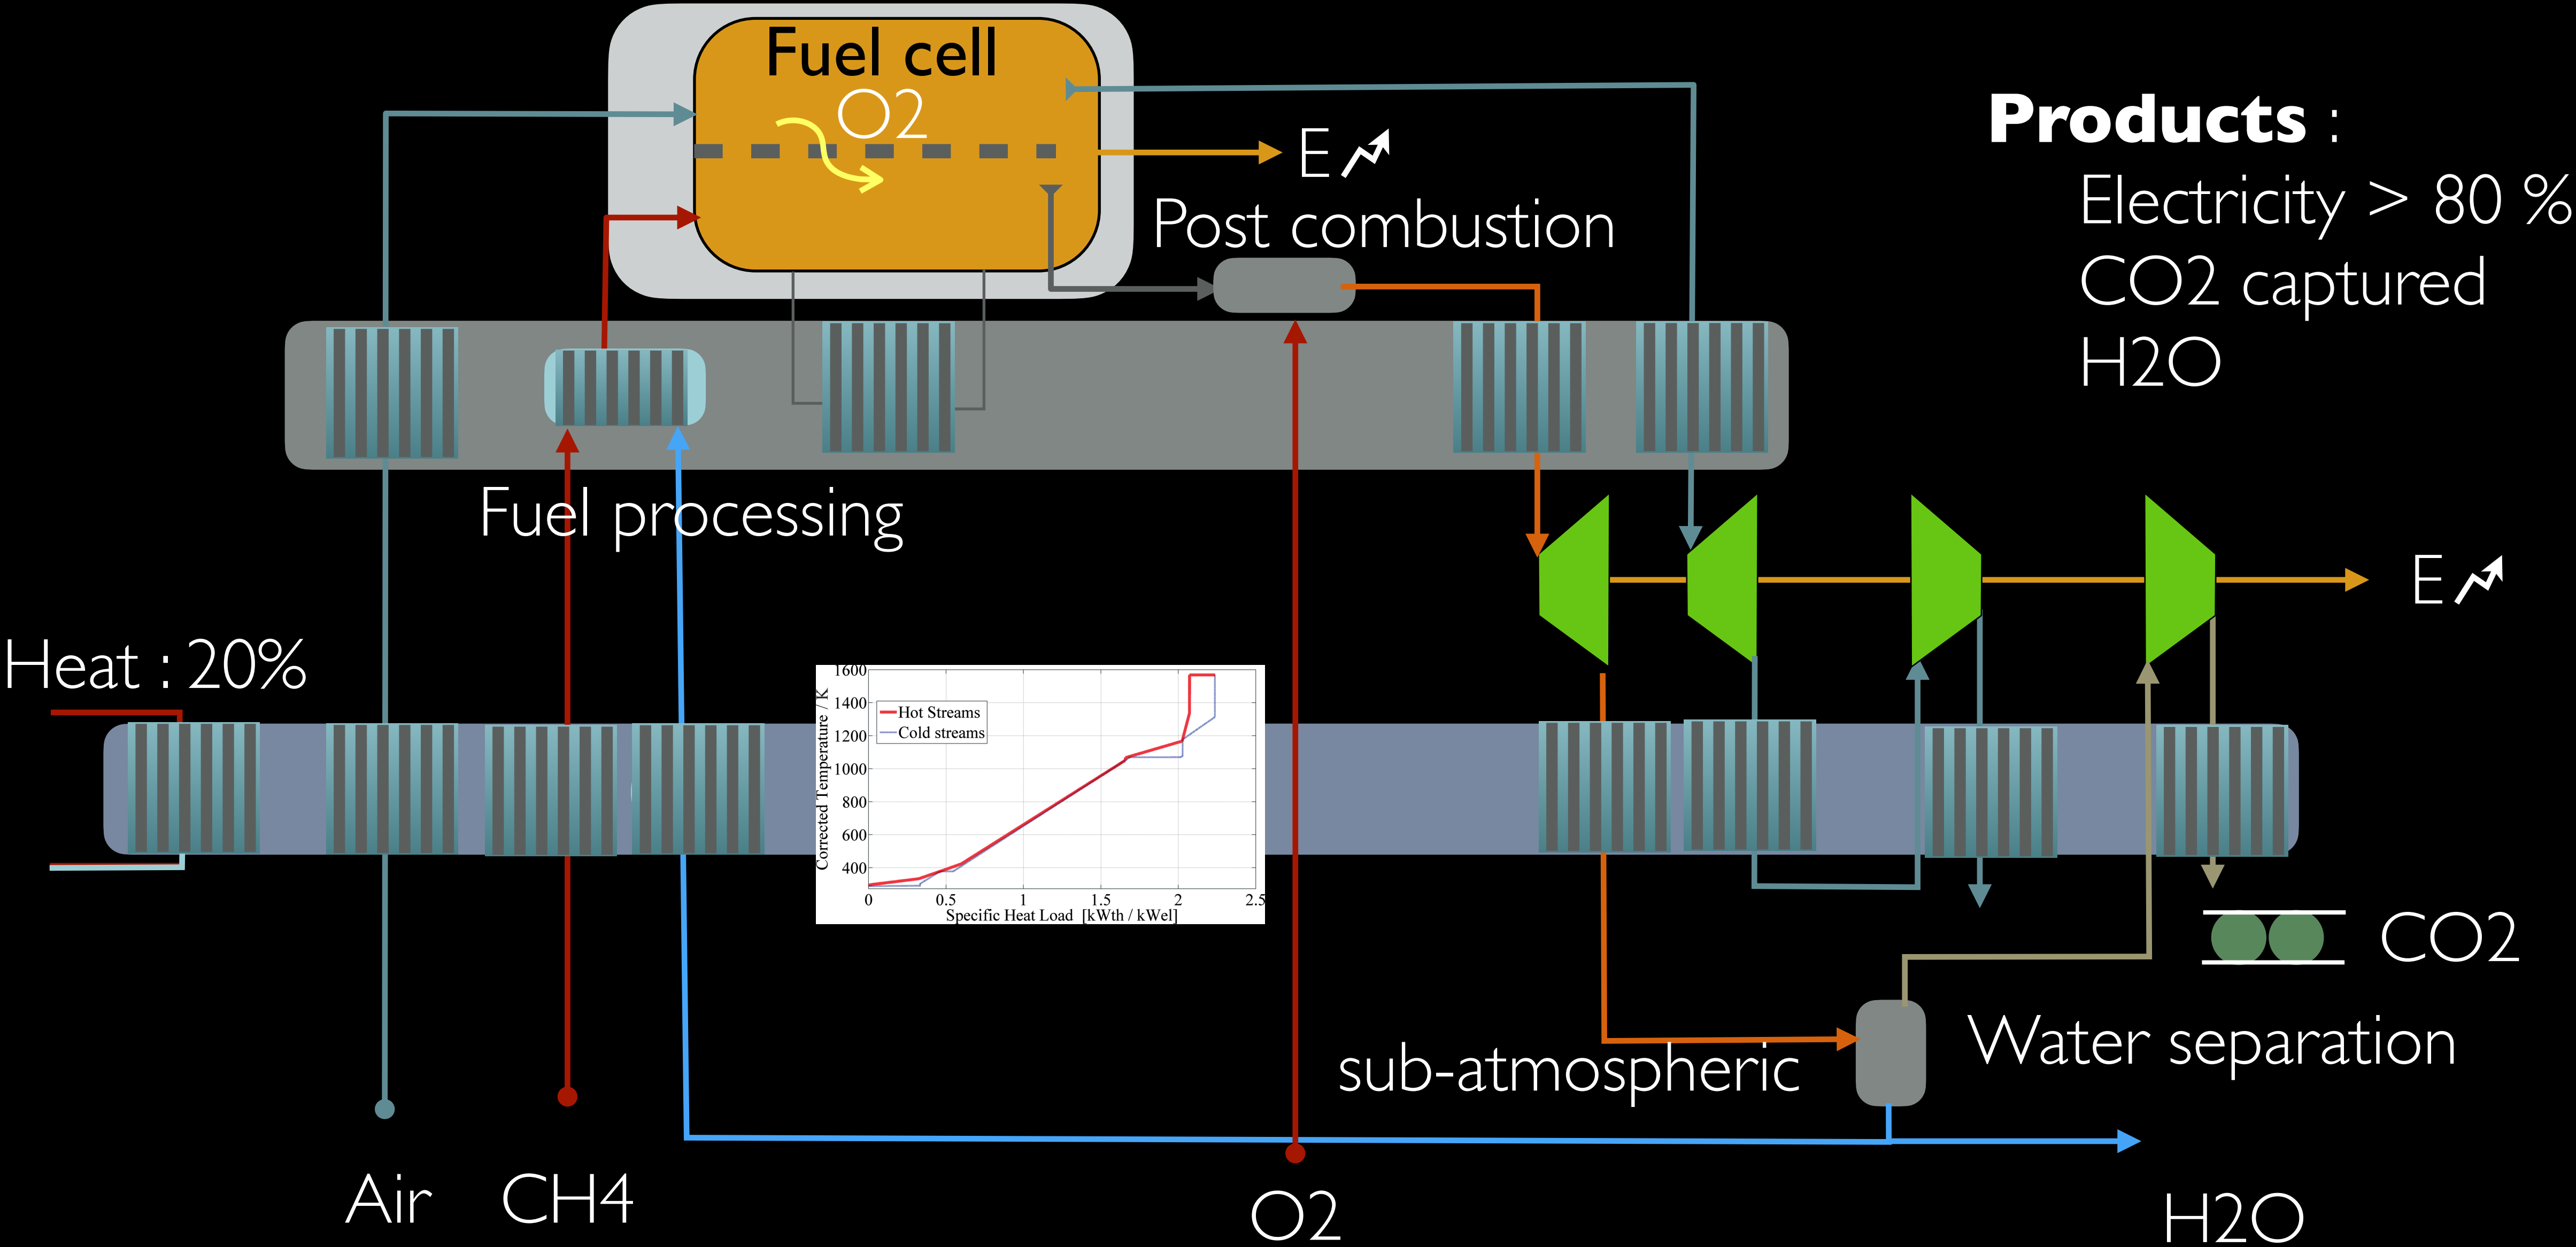 Fuel cell
O2
E
Products :
Electricity > 80 %
CO2 captured
H2O
Post combustion
Fuel processing
E
Heat : 20%
1600
1400
1200
1000
800
600
400
Corrected Temperature / K
Hot Streams
Cold streams
0
0.5
1
1.5
2
2.5
Specific Heat Load [kWth / kWel]
CO2
Water separation
sub-atmospheric
Air
CH4
O2
H2O